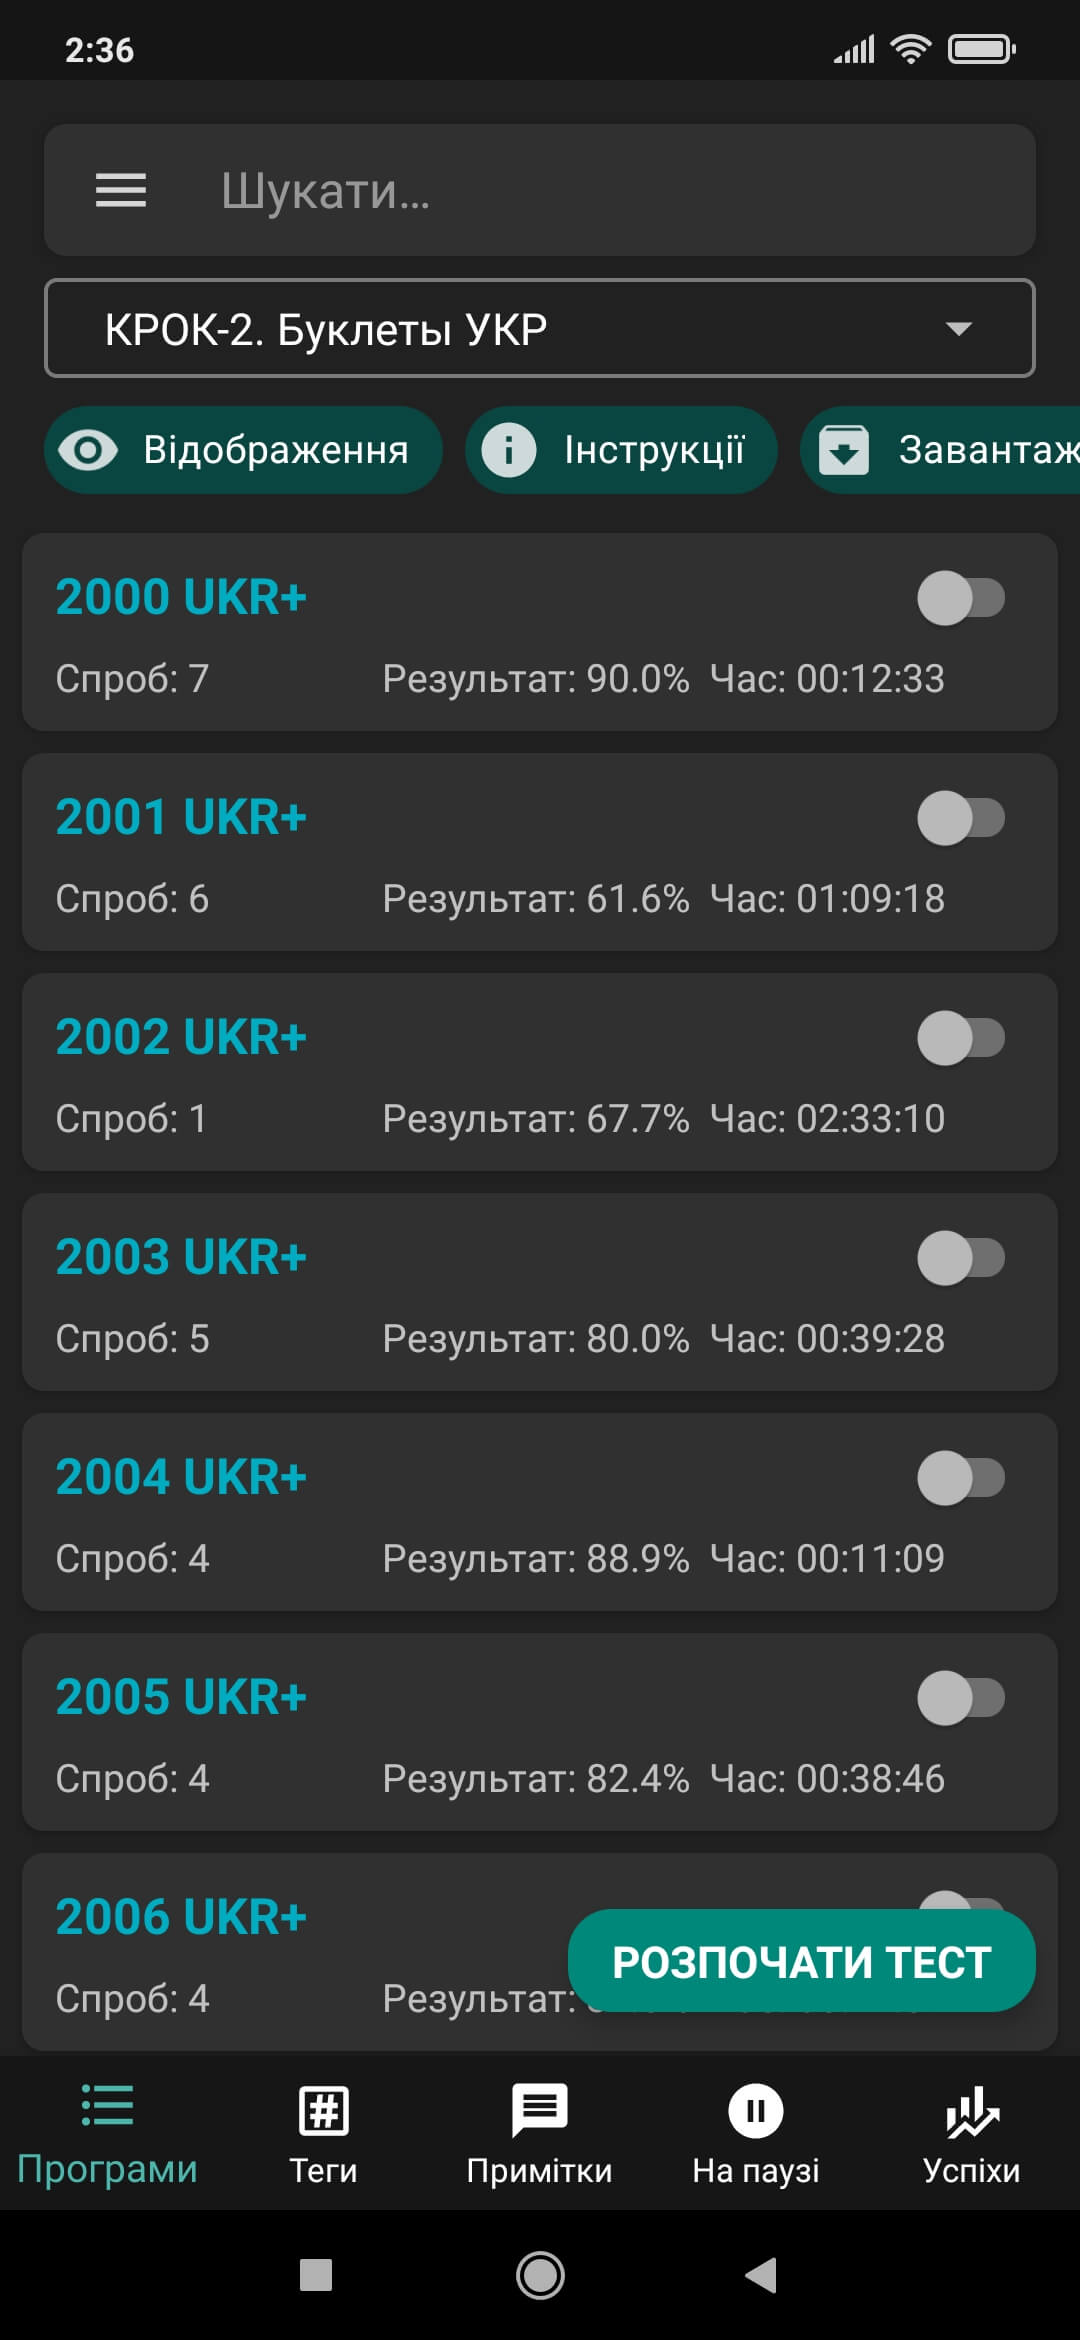 2:36
Шукати...
КРОК-2. Буклеты УКР
Відображення
Інструкції
Завантаж
2000 UKR+
Спроб: 7 Результат: 90.0% Час: 00:12:33
2001 UKR+
Спроб: 6 Результат: 61.6% Час: 01:09:18
2002 UKR+
Спроб: 1 Результат: 67.7% Час: 02:33:10
2003 UKR+
Спроб: 5 Результат: 80.0% Час: 00:39:28
2004 UKR+
Спроб: 4 Результат: 88.9% Час: 00:11:09
2005 UKR+
Спроб: 4 Результат: 82.4% Час: 00:38:46
2006 UKR+
РОЗПОЧАТИ ТЕСТ
Спроб: 4 Результат:
Програми
Теги
Примітки
На паузі
Успіхи